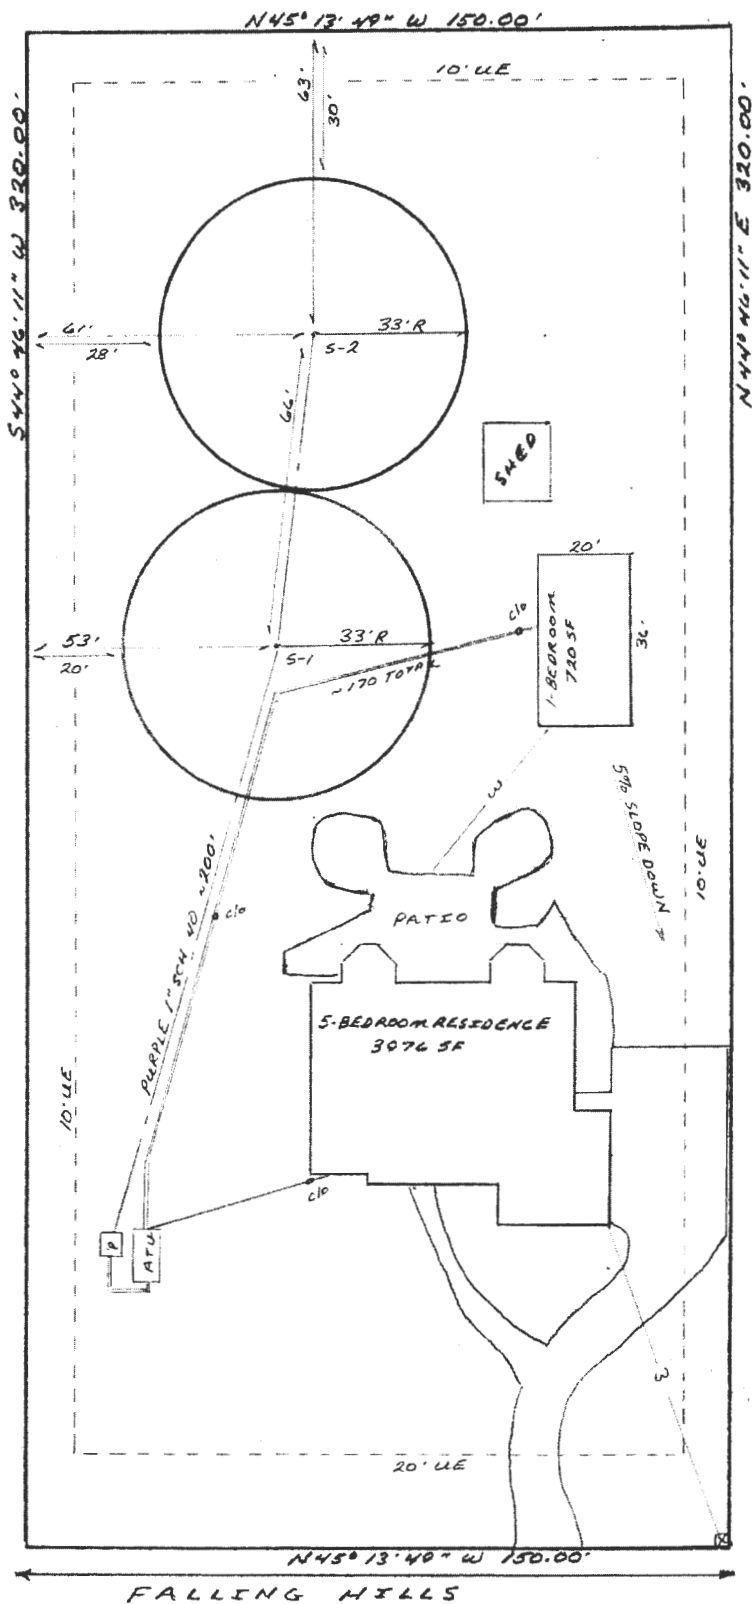 N45° 13' 49" W 150.00'
10' UE
63'
30'
S44° 46' 11" W 320.00'
N44° 46' 11" E 320.00'
61'
28'
33'R
S-2
66'
SHED
20'
c/o
1-BEDROOM
720 SF
36'
53'
20'
33'R
S-1
~170 TOTAL
W
5% SLOPE DOWN
10' UE
PURPLE 1" SCH 40 ~200'
c/o
PATIO
5-BEDROOM RESIDENCE
3976 SF
10' UE
c/o
P
ATU
W
20' UE
N45° 13' 49" W 150.00'
FALLING HILLS